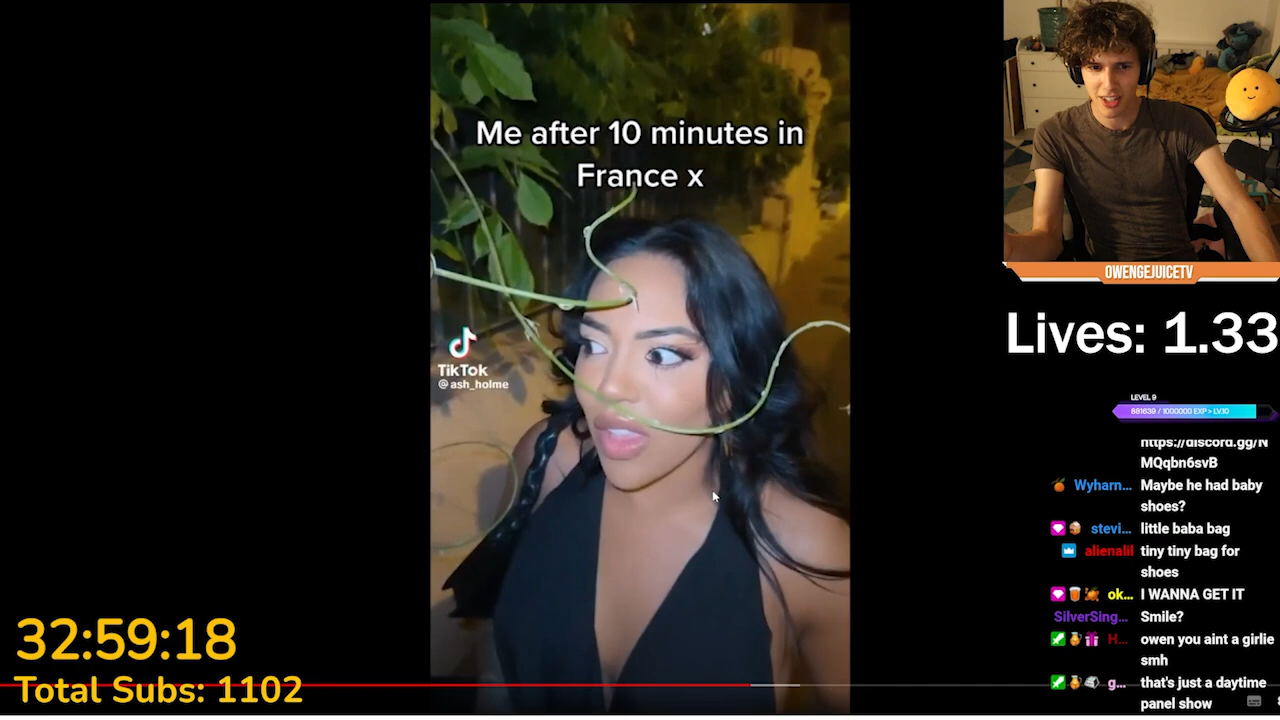 Me after 10 minutes in
France x
TikTok
@ash_holme
OWENGEJUICETV
Lives: 1.33
LEVEL 9
881639 / 1000000 EXP > LV.10
https://discord.gg/N
MQqbn6svB
Wyharn… Maybe he had baby
shoes?
stevi… little baba bag
alienalil tiny tiny bag for
shoes
ok… I WANNA GET IT
SilverSing… Smile?
H… owen you aint a girlie
smh
g… that's just a daytime
panel show
32:59:18
Total Subs: 1102